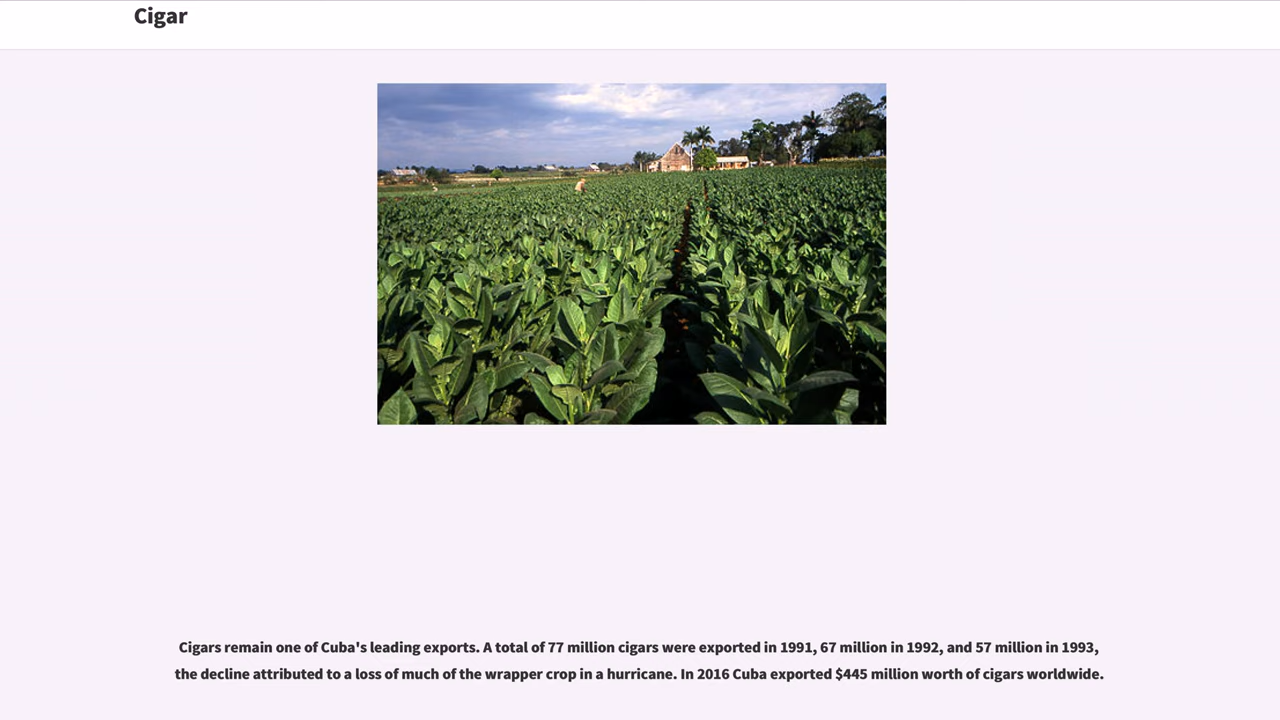 Cigar
Cigars remain one of Cuba's leading exports. A total of 77 million cigars were exported in 1991, 67 million in 1992, and 57 million in 1993,
the decline attributed to a loss of much of the wrapper crop in a hurricane. In 2016 Cuba exported $445 million worth of cigars worldwide.